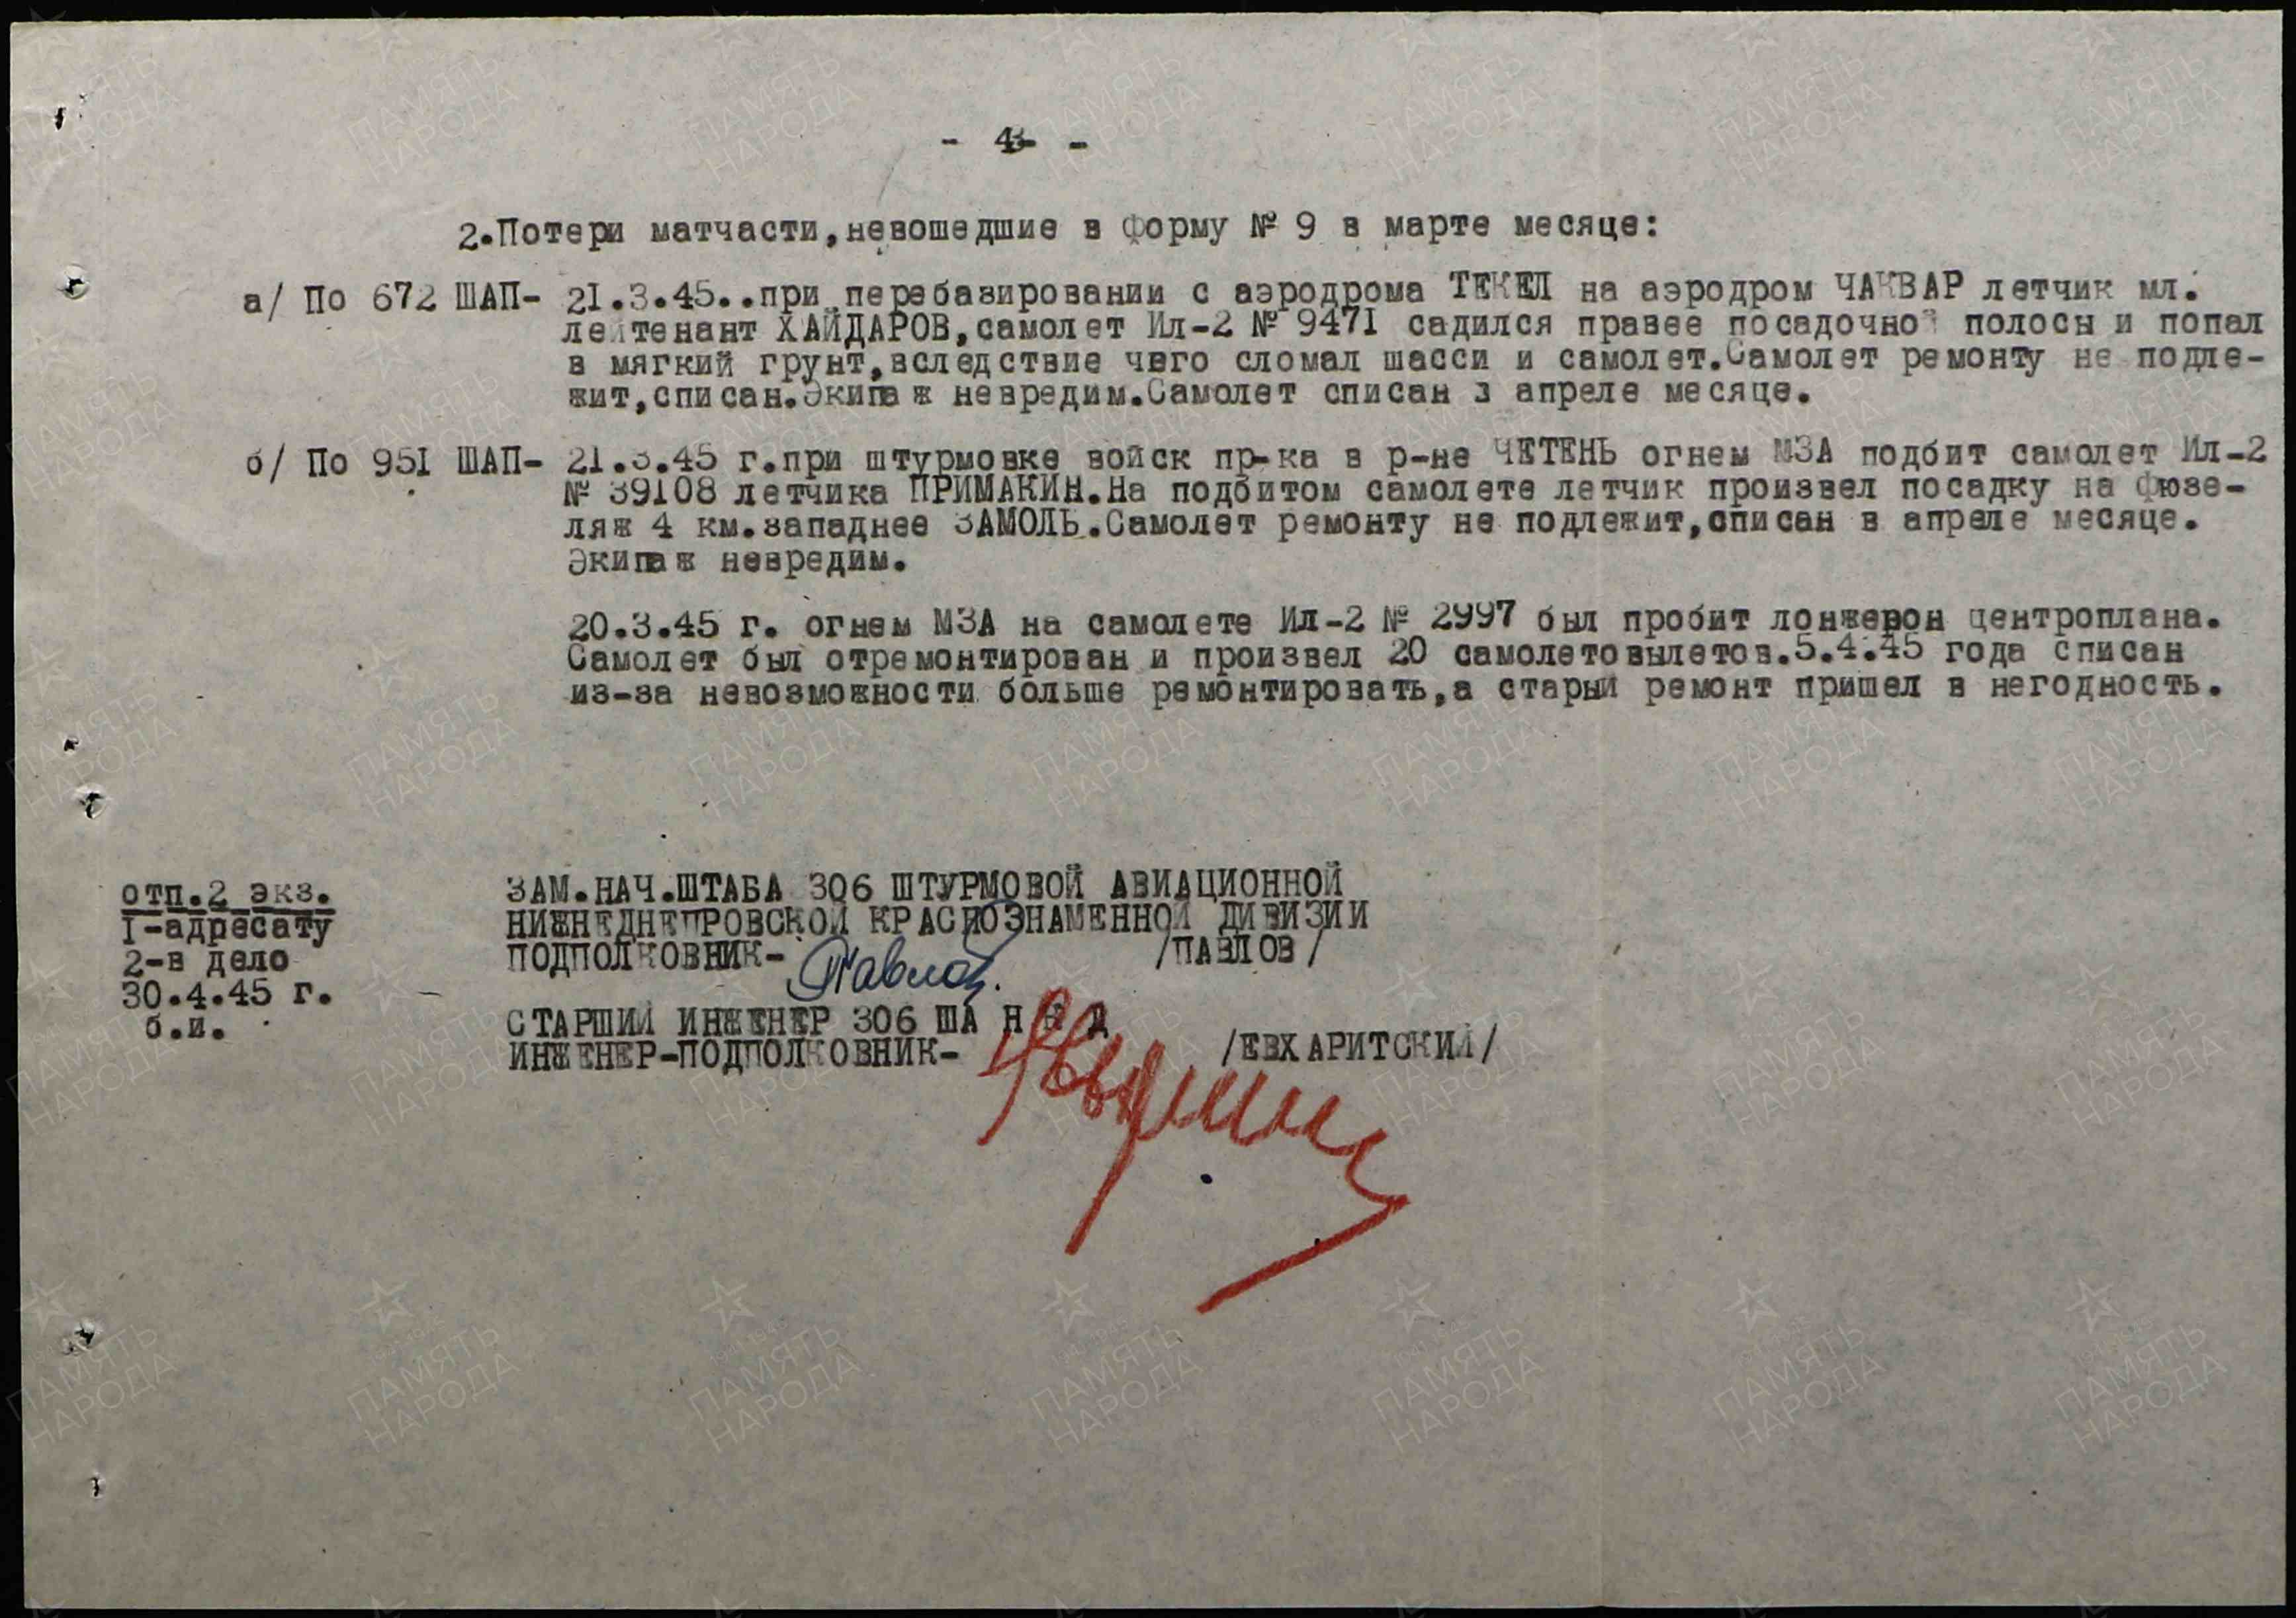 - 4 -
2.Потери матчасти,невошедшие в форму № 9 в марте месяце:
а/ По 672 ШАП- 21.3.45..при перебазировании с аэродрома ТЕКЕЛ на аэродром ЧАКВАР летчик мл.
лейтенант ХАЙДАРОВ,самолет Ил-2 № 9471 садился правее посадочной полосы и попал
в мягкий грунт,вследствие чего сломал шасси и самолет.Самолет ремонту не подле-
жит,списан.Экипаж невредим.Самолет списан в апреле месяце.
б/ По 951 ШАП- 21.3.45 г.при штурмовке войск пр-ка в р-не ЧЕТЕНЬ огнем МЗА подбит самолет Ил-2
№ 39108 летчика ПРИМАКИН.На подбитом самолете летчик произвел посадку на фюзе-
ляж 4 км.западнее ЗАМОЛЬ.Самолет ремонту не подлежит,списан в апреле месяце.
Экипаж невредим.
20.3.45 г. огнем МЗА на самолете Ил-2 № 2997 был пробит лонжерон центроплана.
Самолет был отремонтирован и произвел 20 самолетовылетов.5.4.45 года списан
из-за невозможности больше ремонтировать,а старый ремонт пришел в негодность.
отп.2 экз.
I-адресату
2-в дело
30.4.45 г.
б.и.
ЗАМ.НАЧ.ШТАБА 306 ШТУРМОВОЙ АВИАЦИОННОЙ
НИЖНЕДНЕПРОВСКОЙ КРАСНОЗНАМЕННОЙ ДИВИЗИИ
ПОДПОЛКОВНИК- Павлов /ПАВЛОВ/
СТАРШИЙ ИНЖЕНЕР 306 ША Н К Д
ИНЖЕНЕР-ПОДПОЛКОВНИК- /ЕВХАРИТСКИЙ/
ПАМЯТЬ НАРОДА